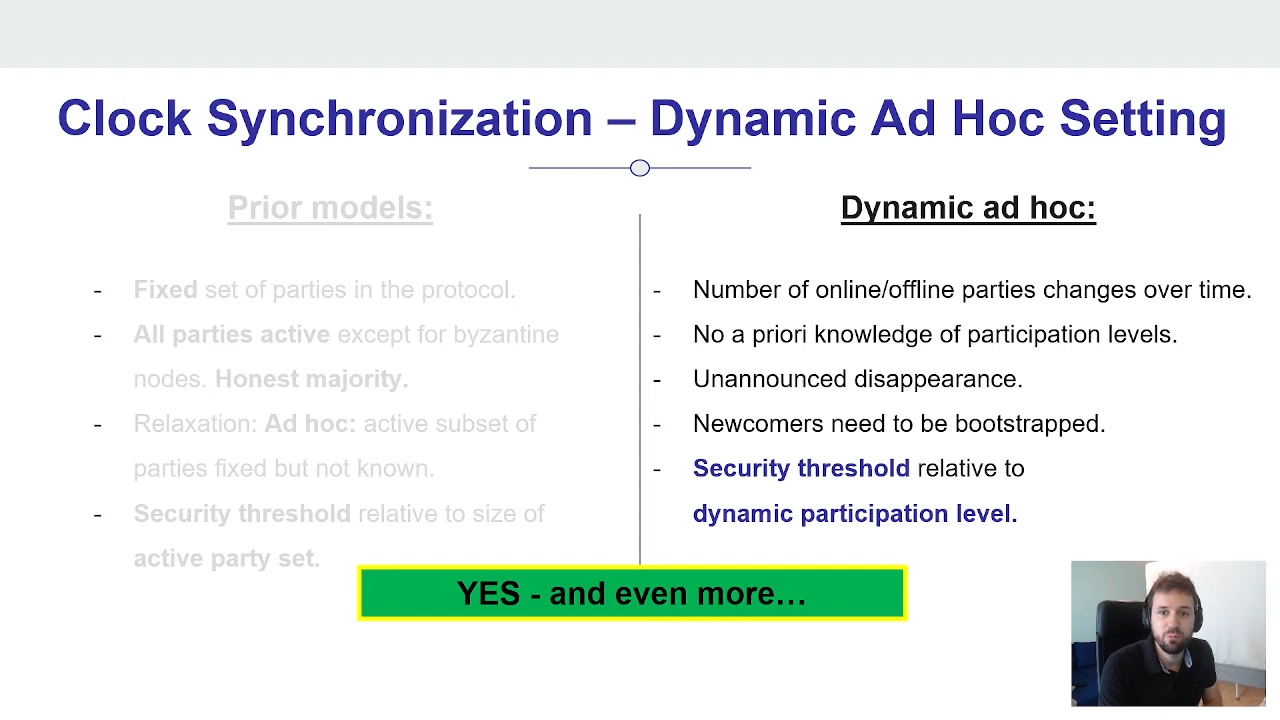 Clock Synchronization – Dynamic Ad Hoc Setting
Prior models:
- Fixed set of parties in the protocol.
- All parties active except for byzantine
nodes. Honest majority.
- Relaxation: Ad hoc: active subset of
parties fixed but not known.
- Security threshold relative to size of
active party set.
Dynamic ad hoc:
- Number of online/offline parties changes over time.
- No a priori knowledge of participation levels.
- Unannounced disappearance.
- Newcomers need to be bootstrapped.
- Security threshold relative to
dynamic participation level.
YES - and even more…